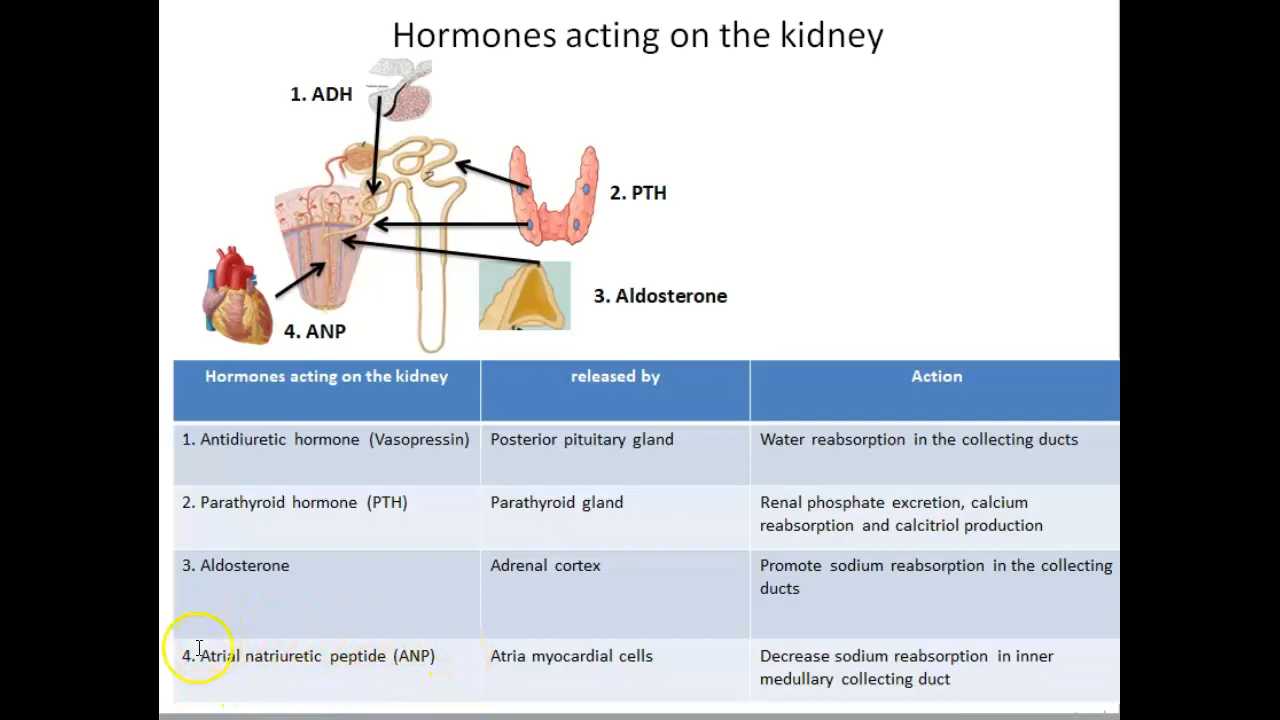 Hormones acting on the kidney
1. ADH
2. PTH
3. Aldosterone
4. ANP
Hormones acting on the kidney released by Action
1. Antidiuretic hormone (Vasopressin) Posterior pituitary gland Water reabsorption in the collecting ducts
2. Parathyroid hormone (PTH) Parathyroid gland Renal phosphate excretion, calcium
reabsorption and calcitriol production
3. Aldosterone Adrenal cortex Promote sodium reabsorption in the collecting
ducts
4. Atrial natriuretic peptide (ANP) Atria myocardial cells Decrease sodium reabsorption in inner
medullary collecting duct